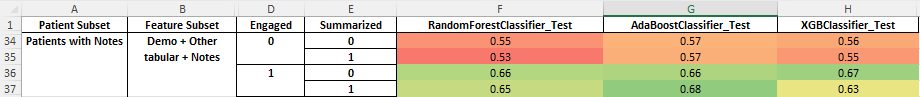 A B D E F G H
1 Patient Subset Feature Subset Engaged Summarized RandomForestClassifier_Test AdaBoostClassifier_Test XGBClassifier_Test
34 Patients with Notes Demo + Other 0 0 0.55 0.57 0.56
35 tabular + Notes 1 0.53 0.57 0.55
36 1 0 0.66 0.66 0.67
37 1 0.65 0.68 0.63